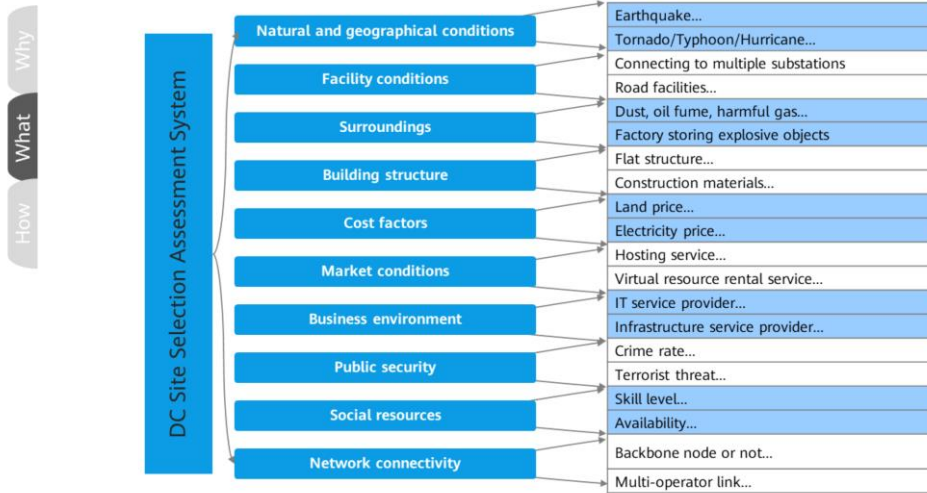 Why
What
How
DC Site Selection Assessment System
Natural and geographical conditions
Facility conditions
Surroundings
Building structure
Cost factors
Market conditions
Business environment
Public security
Social resources
Network connectivity
Earthquake...
Tornado/Typhoon/Hurricane...
Connecting to multiple substations
Road facilities...
Dust, oil fume, harmful gas...
Factory storing explosive objects
Flat structure...
Construction materials...
Land price...
Electricity price...
Hosting service...
Virtual resource rental service...
IT service provider...
Infrastructure service provider...
Crime rate...
Terrorist threat...
Skill level...
Availability...
Backbone node or not...
Multi-operator link...